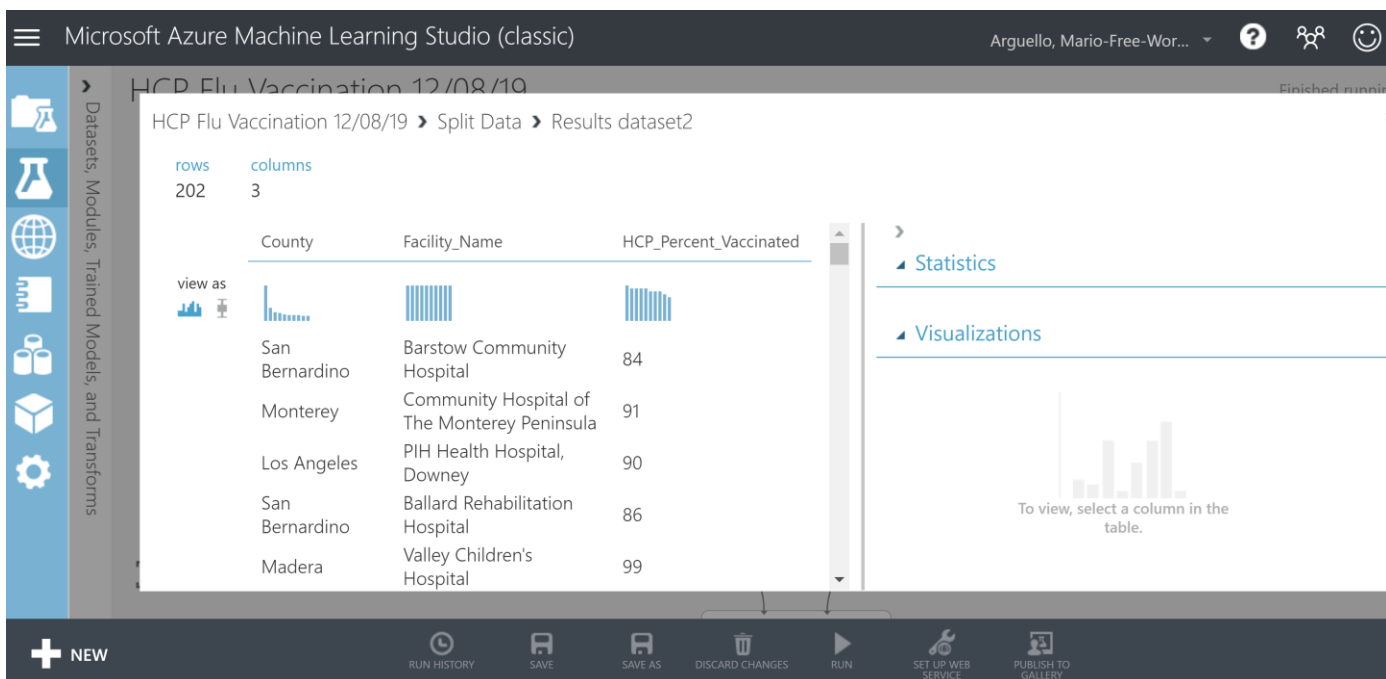 Microsoft Azure Machine Learning Studio (classic)
Arguello, Mario-Free-Wor...
?
Datasets, Modules, Trained Models, and Transforms
HCP Flu Vaccination 12/08/19
Finished runnin
HCP Flu Vaccination 12/08/19 > Split Data > Results dataset2
rows columns
202 3
County Facility_Name HCP_Percent_Vaccinated
view as
San Bernardino
Barstow Community Hospital
84
Monterey
Community Hospital of
The Monterey Peninsula
91
Los Angeles
PIH Health Hospital,
Downey
90
San
Bernardino
Ballard Rehabilitation
Hospital
86
Madera
Valley Children's
Hospital
99
Statistics
Visualizations
To view, select a column in the
table.
NEW
RUN HISTORY
SAVE
SAVE AS
DISCARD CHANGES
RUN
SET UP WEB
SERVICE
PUBLISH TO
GALLERY